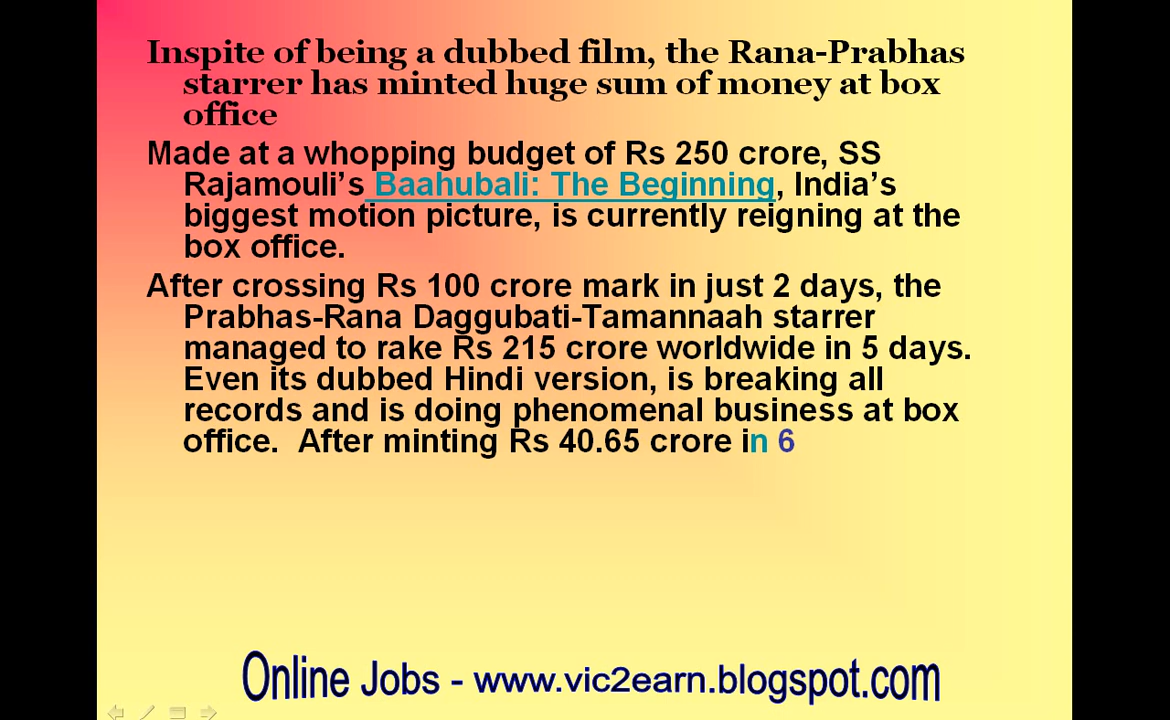 Inspite of being a dubbed film, the Rana-Prabhas
starrer has minted huge sum of money at box
office
Made at a whopping budget of Rs 250 crore, SS
Rajamouli’s Baahubali: The Beginning, India’s
biggest motion picture, is currently reigning at the
box office.
After crossing Rs 100 crore mark in just 2 days, the
Prabhas-Rana Daggubati-Tamannaah starrer
managed to rake Rs 215 crore worldwide in 5 days.
Even its dubbed Hindi version, is breaking all
records and is doing phenomenal business at box
office.  After minting Rs 40.65 crore in 6
Online Jobs - www.vic2earn.blogspot.com